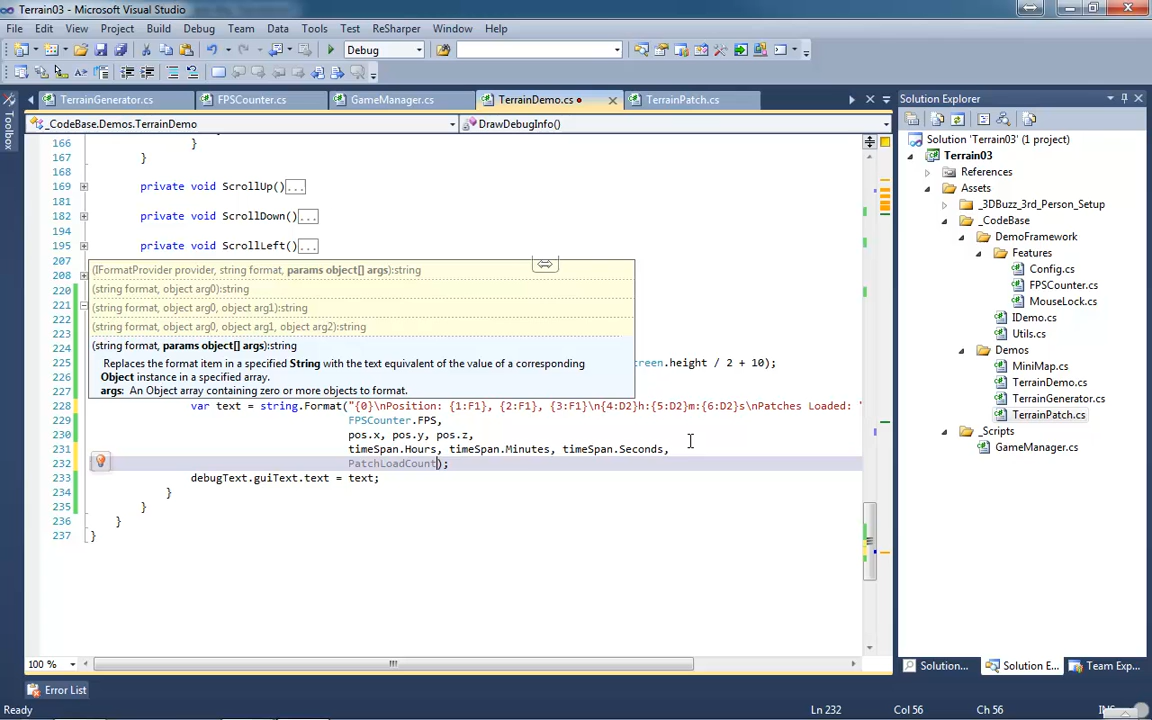 Terrain03 - Microsoft Visual Studio
File Edit View Project Build Debug Team Data Tools Test ReSharper Window Help
Debug
TerrainGenerator.cs FPSCounter.cs GameManager.cs TerrainDemo.cs TerrainPatch.cs
_CodeBase.Demos.TerrainDemo DrawDebugInfo()
Toolbox
166 }
167 }
168
169 private void ScrollUp()...
181
182 private void ScrollDown()...
194
195 private void ScrollLeft()...
207
208
220
221
222
223
224
225 reen.height / 2 + 10);
226
227
(IFormatProvider provider, string format, params object[] args):string
(string format, object arg0):string
(string format, object arg0, object arg1):string
(string format, object arg0, object arg1, object arg2):string
(string format, params object[] args):string
Replaces the format item in a specified String with the text equivalent of the value of a corresponding
Object instance in a specified array.
args: An Object array containing zero or more objects to format.
228 var text = string.Format("{0}\nPosition: {1:F1}, {2:F1}, {3:F1}\n{4:D2}h:{5:D2}m:{6:D2}s\nPatches Loaded: "
229 FPSCounter.FPS,
230 pos.x, pos.y, pos.z,
231 timeSpan.Hours, timeSpan.Minutes, timeSpan.Seconds,
232 PatchLoadCount);
233 debugText.guiText.text = text;
234 }
235 }
236 }
237 }
100 %
Error List
Ready Ln 232 Col 56 Ch 56
Solution Explorer
Solution 'Terrain03' (1 project)
Terrain03
References
Assets
_3DBuzz_3rd_Person_Setup
_CodeBase
DemoFramework
Features
Config.cs
FPSCounter.cs
MouseLock.cs
IDemo.cs
Utils.cs
Demos
MiniMap.cs
TerrainDemo.cs
TerrainGenerator.cs
TerrainPatch.cs
_Scripts
GameManager.cs
Solution... Solution E... Team Exp...